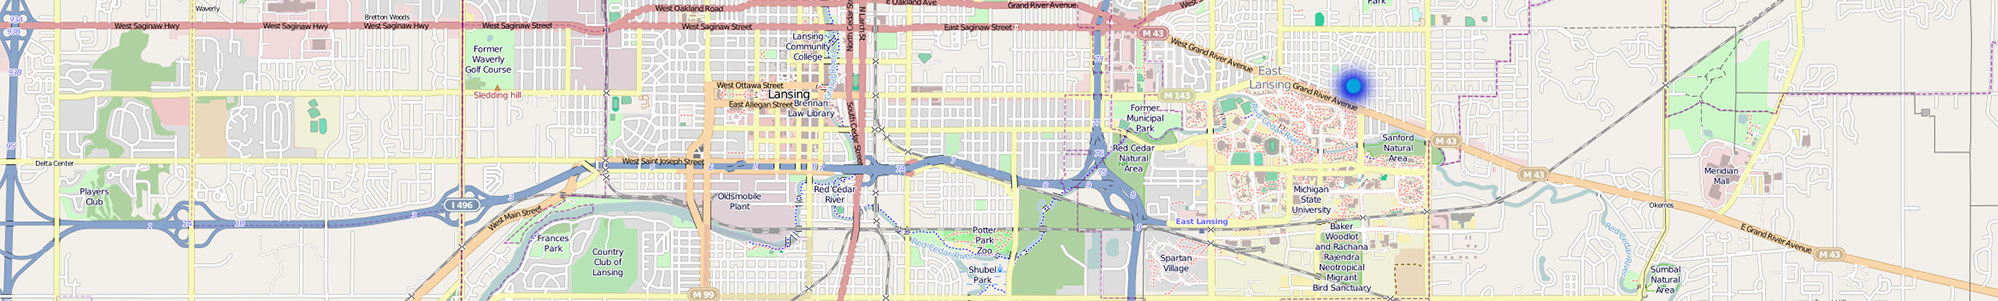 Waverly
Bretton Woods
West Saginaw Hwy
West Saginaw Hwy
West Saginaw Hwy
West Saginaw Street
West Oakland Road
West Saginaw Street
East Saginaw Street
Grand River Avenue
Park
M 43
West Grand River Avenue
Former
Waverly
Golf Course
Sledding hill
Lansing
Community
College
North Cedar
N Larch St
South Cedar Street
West Ottawa Street
Lansing
East Allegan Street
Brennan
Law Library
East
Lansing
Grand River Avenue
M 143
Former
Municipal
Park
Red Cedar
Natural
Area
Red Cedar River
Sanford
Natural
Area
M 43
M 43
Meridian
Mall
Okemos
E Grand River Avenue
M 43
Delta Center
Players
Club
I 496
West Main Street
West Saint Joseph Street
Oldsmobile
Plant
Red Cedar
River
Frances
Park
Country
Club of
Lansing
M 99
Potter
Park
Zoo
Red Cedar River
Shubel
Park
East Lansing
Michigan
State
University
Spartan
Village
Baker
Woodlot
and Rachana
Rajendra
Neotropical
Migrant
Bird Sanctuary
Red Cedar River
Sumbal
Natural
Area